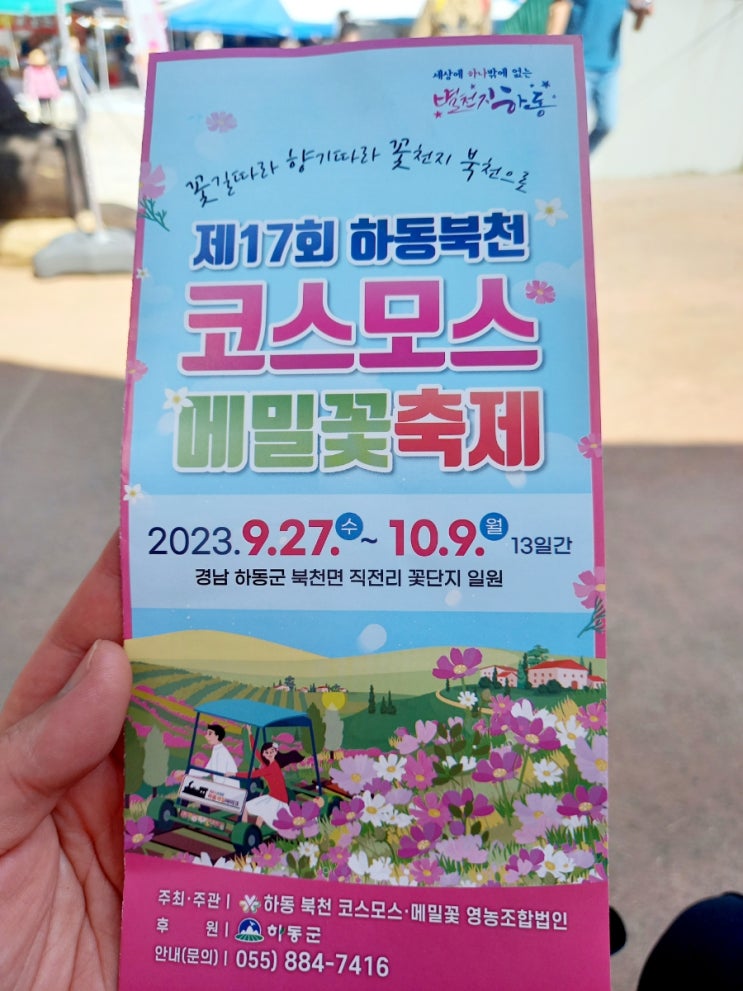 세상에 하나밖에 없는
별천지하동
꽃길따라 향기따라 꽃천지 북천으로
제17회 하동북천
코스모스
메밀꽃축제
2023.9.27.수~10.9.월 13일간
경남 하동군 북천면 직전리 꽃단지 일원
주최·주관 | 하동 북천 코스모스·메밀꽃 영농조합법인
후 원 | 하동군
안내(문의) | 055) 884-7416